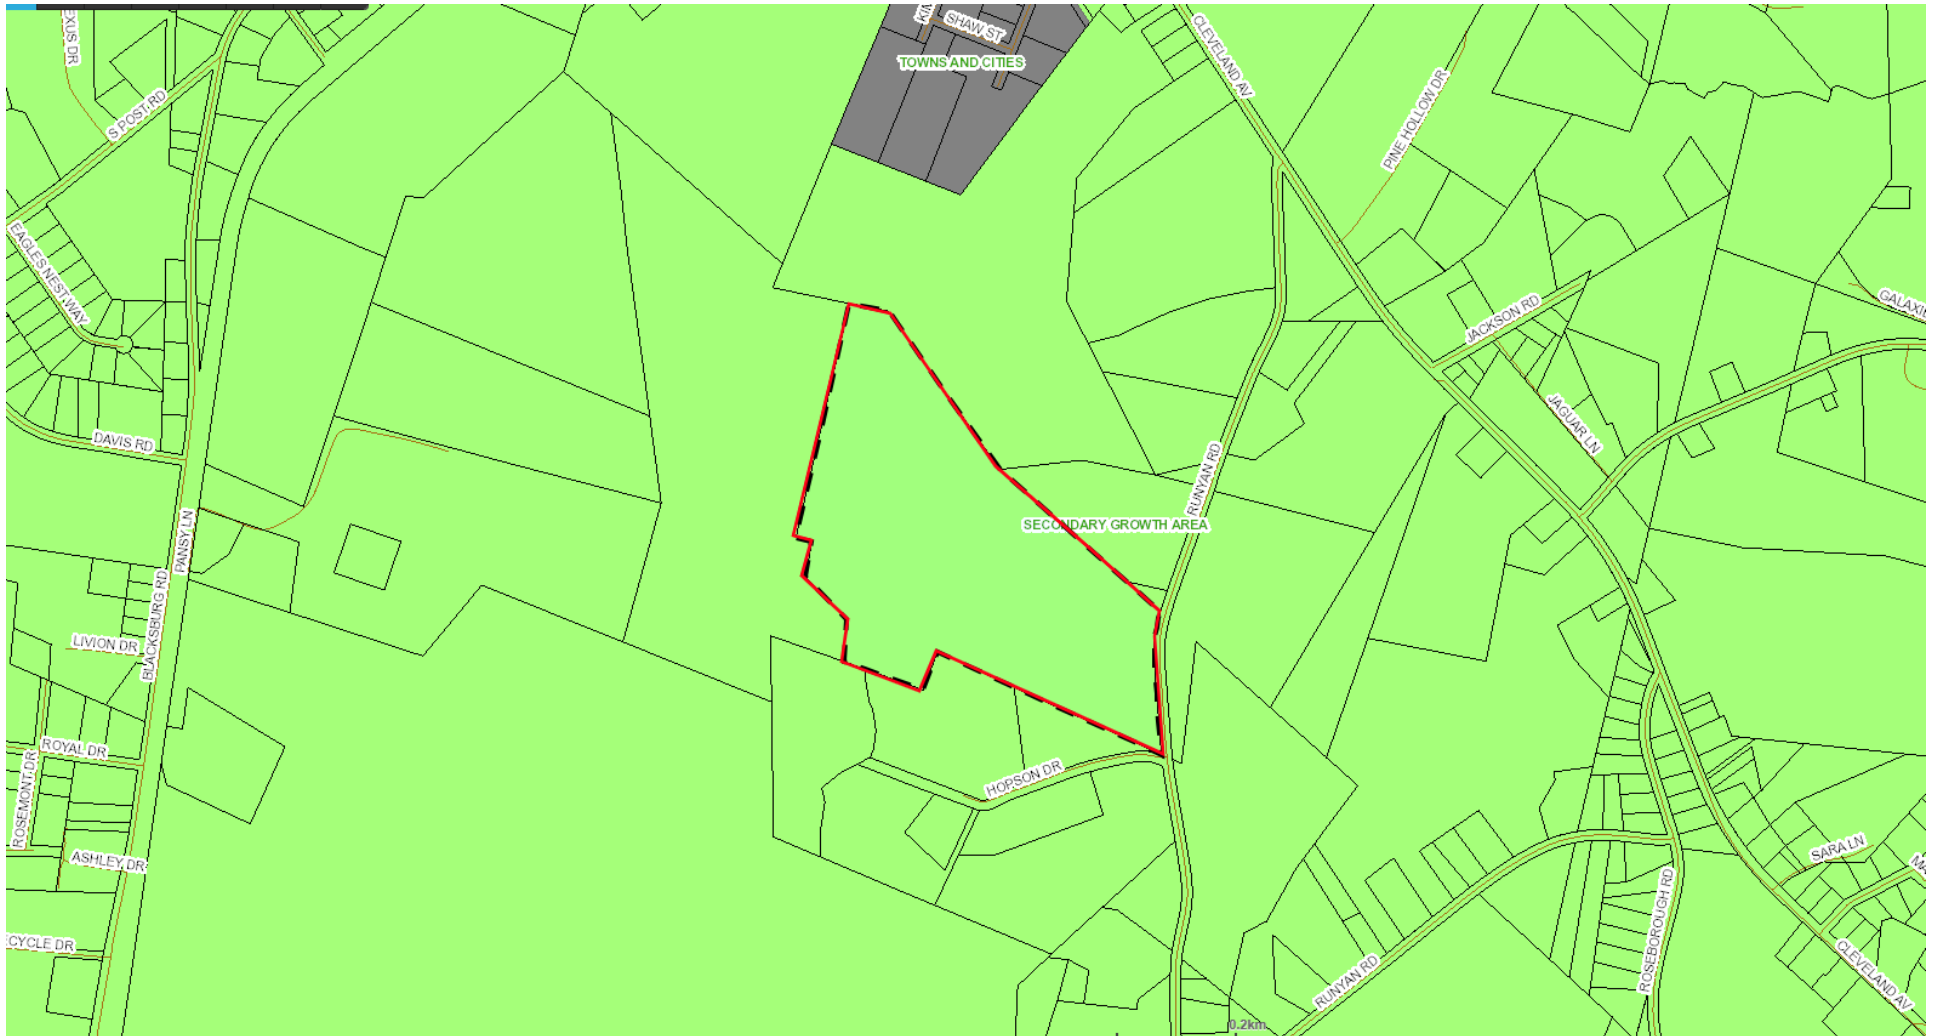 SHAW ST
CLEVELAND AV
TOWNS AND CITIES
S POST RD
PINE HOLLOW DR
EAGLES NEST WAY
JACKSON RD
DAVIS RD
JAGUAR LN
RUNYAN RD
SECONDARY GROWTH AREA
PANSY LN
BLACKSBURG RD
LIVION DR
ROYAL DR
ROSEMONT DR
HOPSON DR
ASHLEY DR
SARA LN
ROSEBOROUGH RD
ECYCLE DR
RUNYAN RD
CLEVELAND AV
0.2km